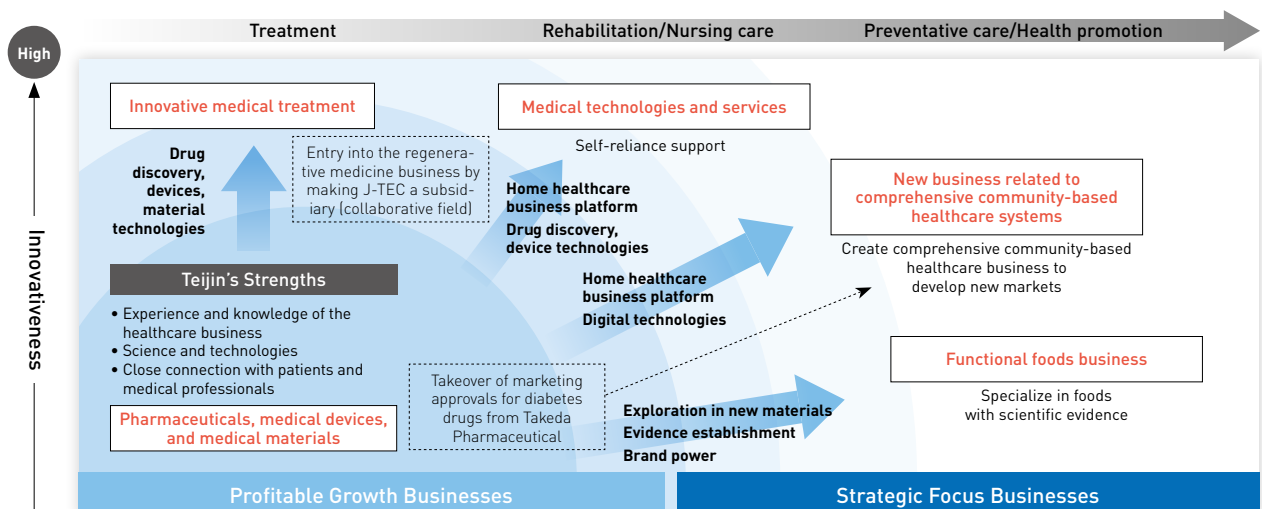 Treatment
Rehabilitation/Nursing care
Preventative care/Health promotion
High
Innovativeness
Innovative medical treatment
Drug
discovery,
devices,
material
technologies
Entry into the regenera-
tive medicine business by
making J-TEC a subsid-
iary (collaborative field)
Medical technologies and services
Self-reliance support
Home healthcare
business platform
Drug discovery,
device technologies
New business related to
comprehensive community-based
healthcare systems
Create comprehensive community-based
healthcare business to
develop new markets
Teijin's Strengths
• Experience and knowledge of the
healthcare business
• Science and technologies
• Close connection with patients and
medical professionals
Pharmaceuticals, medical devices,
and medical materials
Home healthcare
business platform
Digital technologies
Takeover of marketing
approvals for diabetes
drugs from Takeda
Pharmaceutical
Exploration in new materials
Evidence establishment
Brand power
Functional foods business
Specialize in foods
with scientific evidence
Profitable Growth Businesses
Strategic Focus Businesses